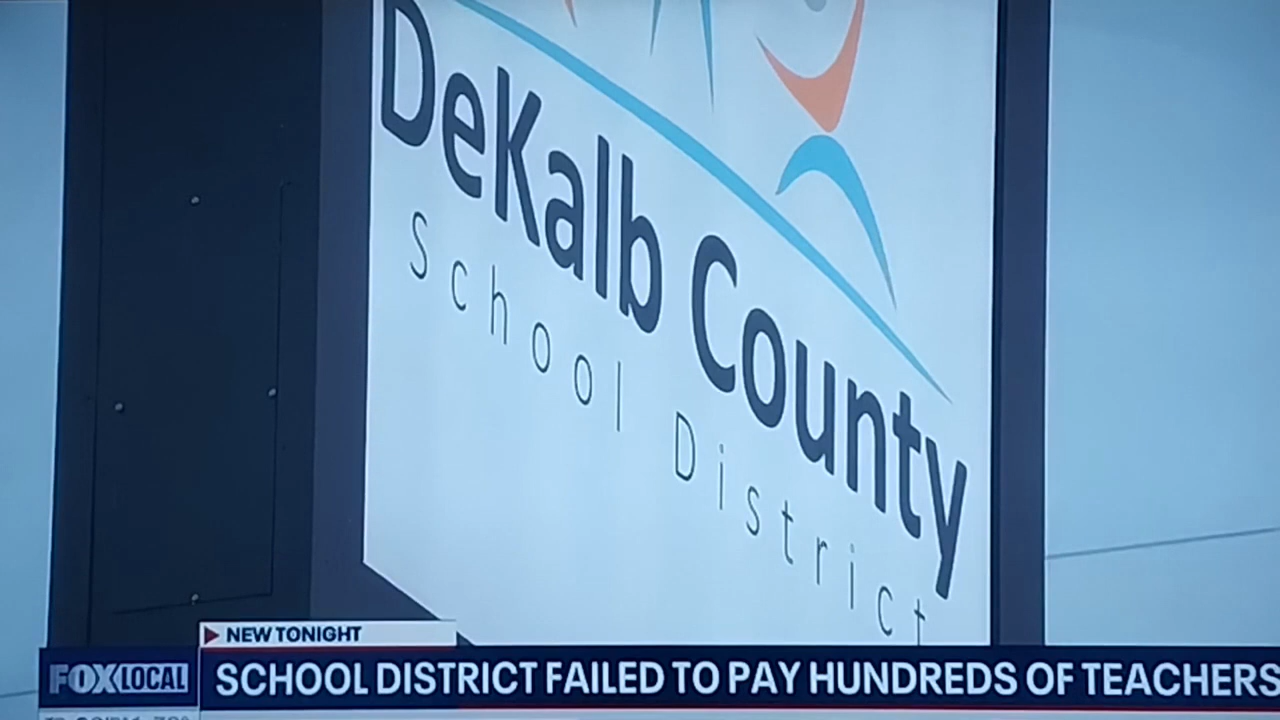 DeKalb County
School District
NEW TONIGHT
FOX LOCAL
SCHOOL DISTRICT FAILED TO PAY HUNDREDS OF TEACHERS